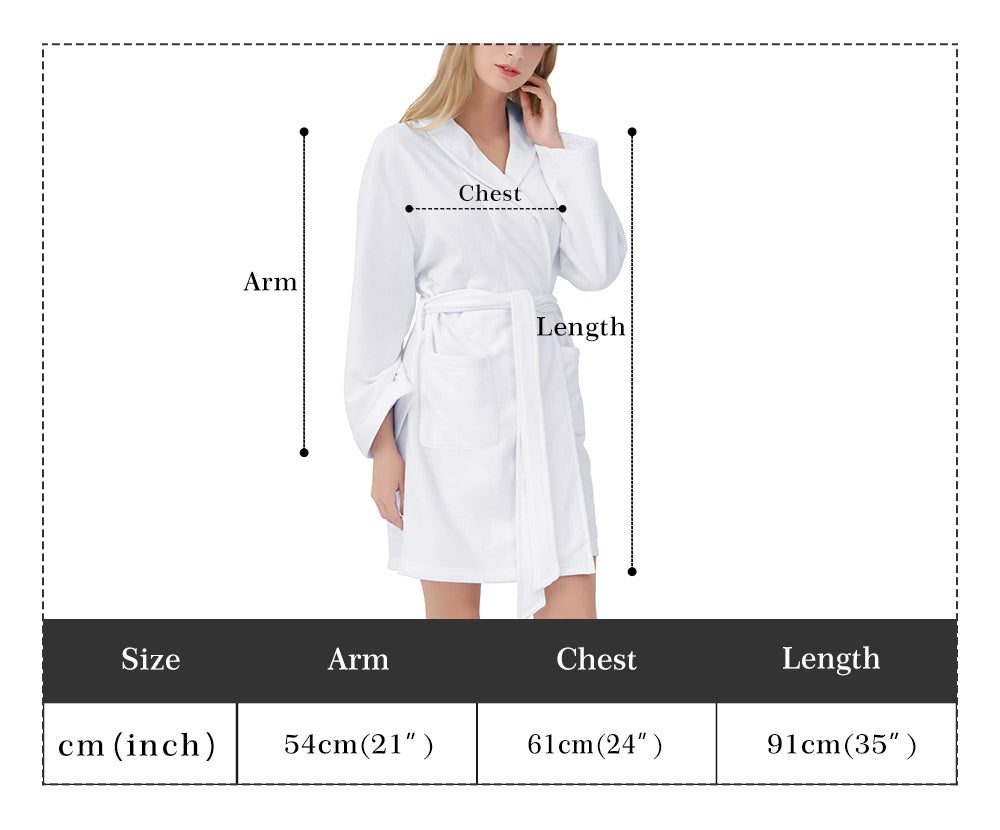 Chest
Arm
Length
Size Arm Chest Length
cm(inch) 54cm(21″) 61cm(24″) 91cm(35″)